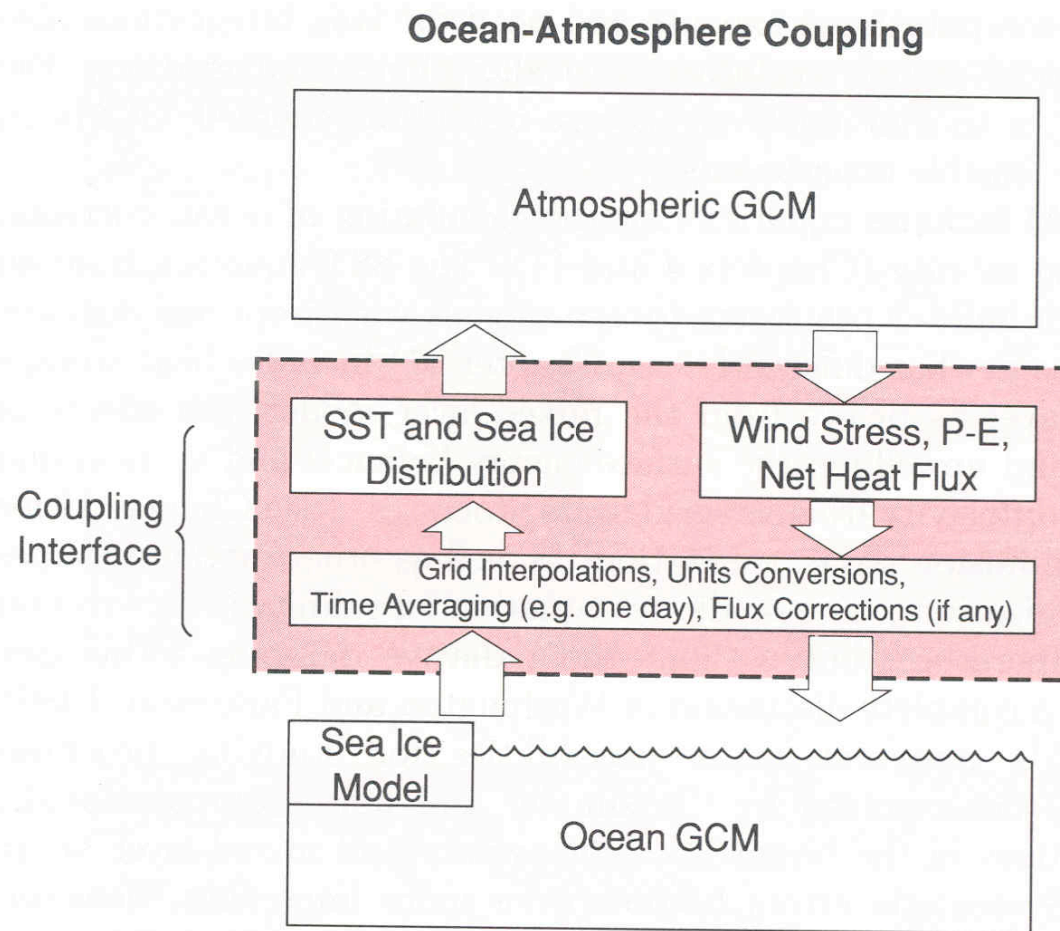 Ocean-Atmosphere Coupling
Atmospheric GCM
SST and Sea Ice
Distribution
Wind Stress, P-E,
Net Heat Flux
Coupling
Interface
Grid Interpolations, Units Conversions,
Time Averaging (e.g. one day), Flux Corrections (if any)
Sea Ice
Model
Ocean GCM